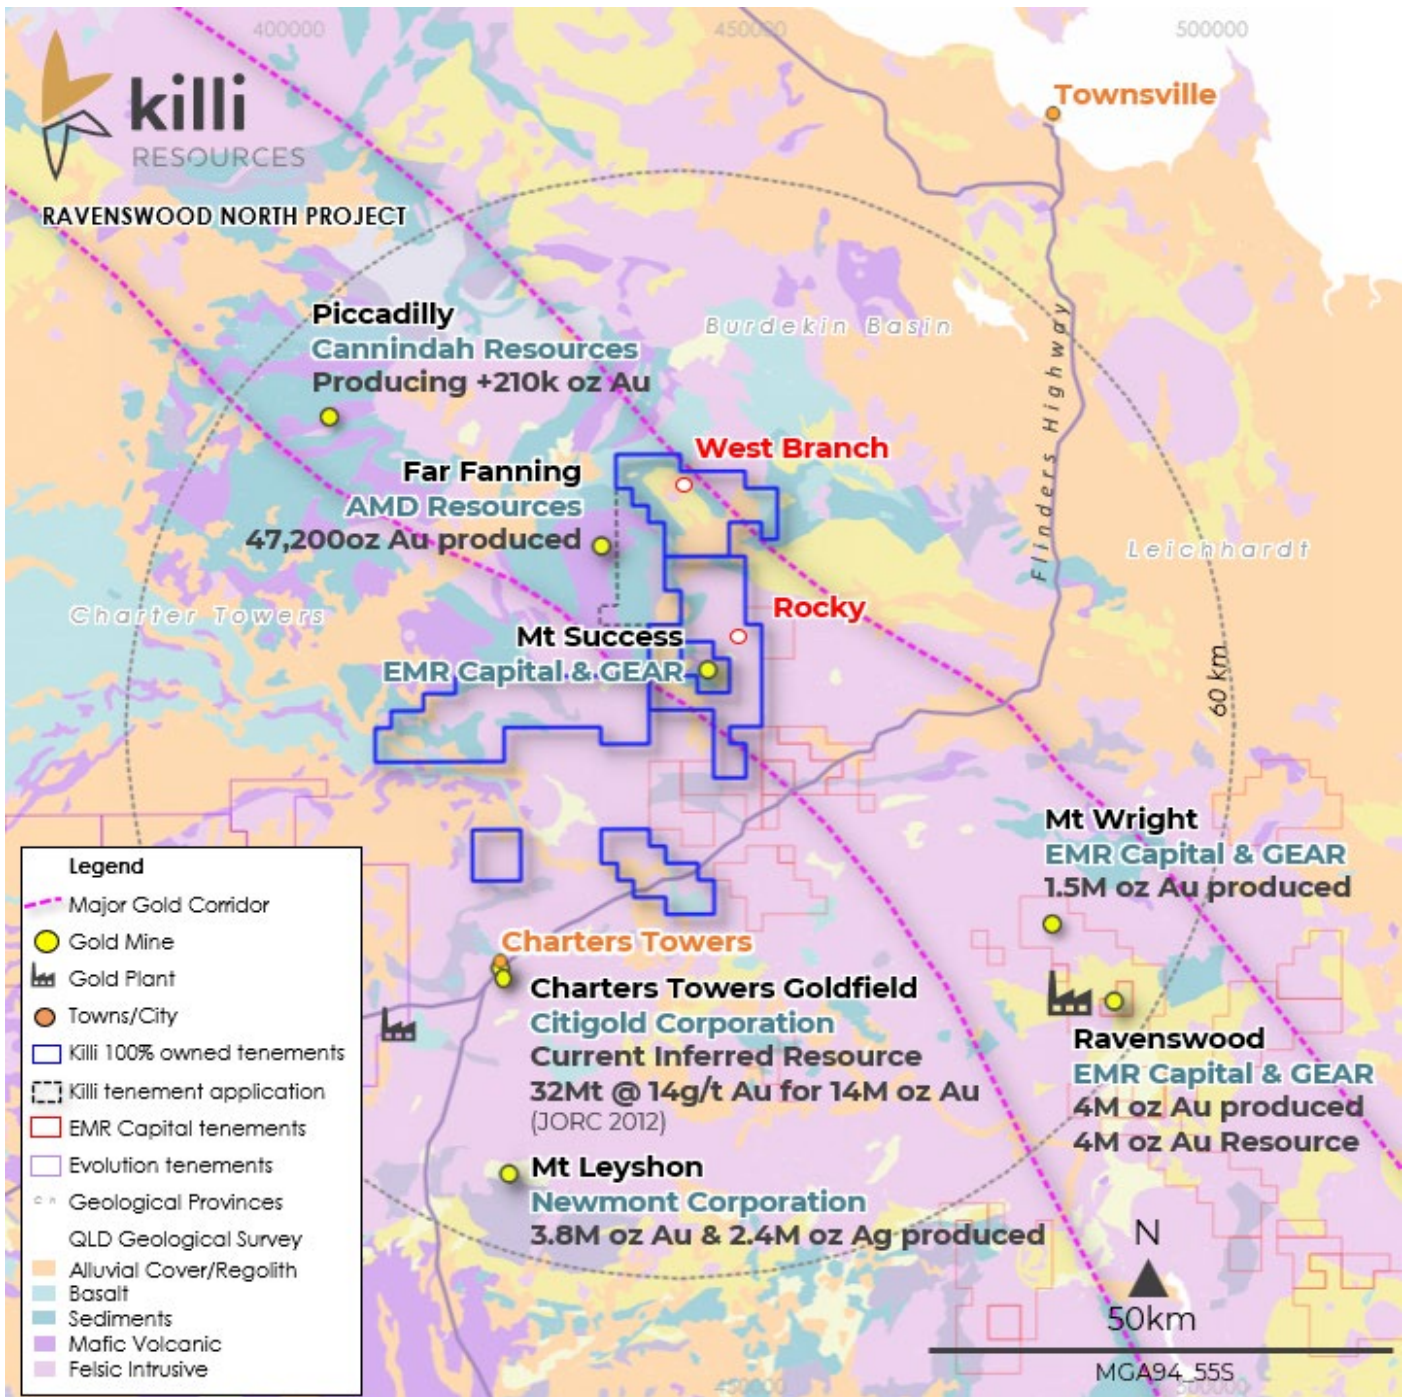 400000
450000
500000
killi
RESOURCES
RAVENSWOOD NORTH PROJECT
Townsville
Piccadilly
Cannindah Resources
Producing +210k oz Au
Burdekin Basin
Flinders Highway
West Branch
Far Fanning
AMD Resources
47,200oz Au produced
Leichhardt
Charter Towers
Rocky
Mt Success
EMR Capital & GEAR
60 km
Mt Wright
EMR Capital & GEAR
1.5M oz Au produced
Charters Towers
Charters Towers Goldfield
Citigold Corporation
Current Inferred Resource
32Mt @ 14g/t Au for 14M oz Au
(JORC 2012)
Ravenswood
EMR Capital & GEAR
4M oz Au produced
4M oz Au Resource
Mt Leyshon
Newmont Corporation
3.8M oz Au & 2.4M oz Ag produced
Legend
Major Gold Corridor
Gold Mine
Gold Plant
Towns/City
Killi 100% owned tenements
Killi tenement application
EMR Capital tenements
Evolution tenements
Geological Provinces
QLD Geological Survey
Alluvial Cover/Regolith
Basalt
Sediments
Mafic Volcanic
Felsic Intrusive
N
50km
MGA94_55S
450000
500000